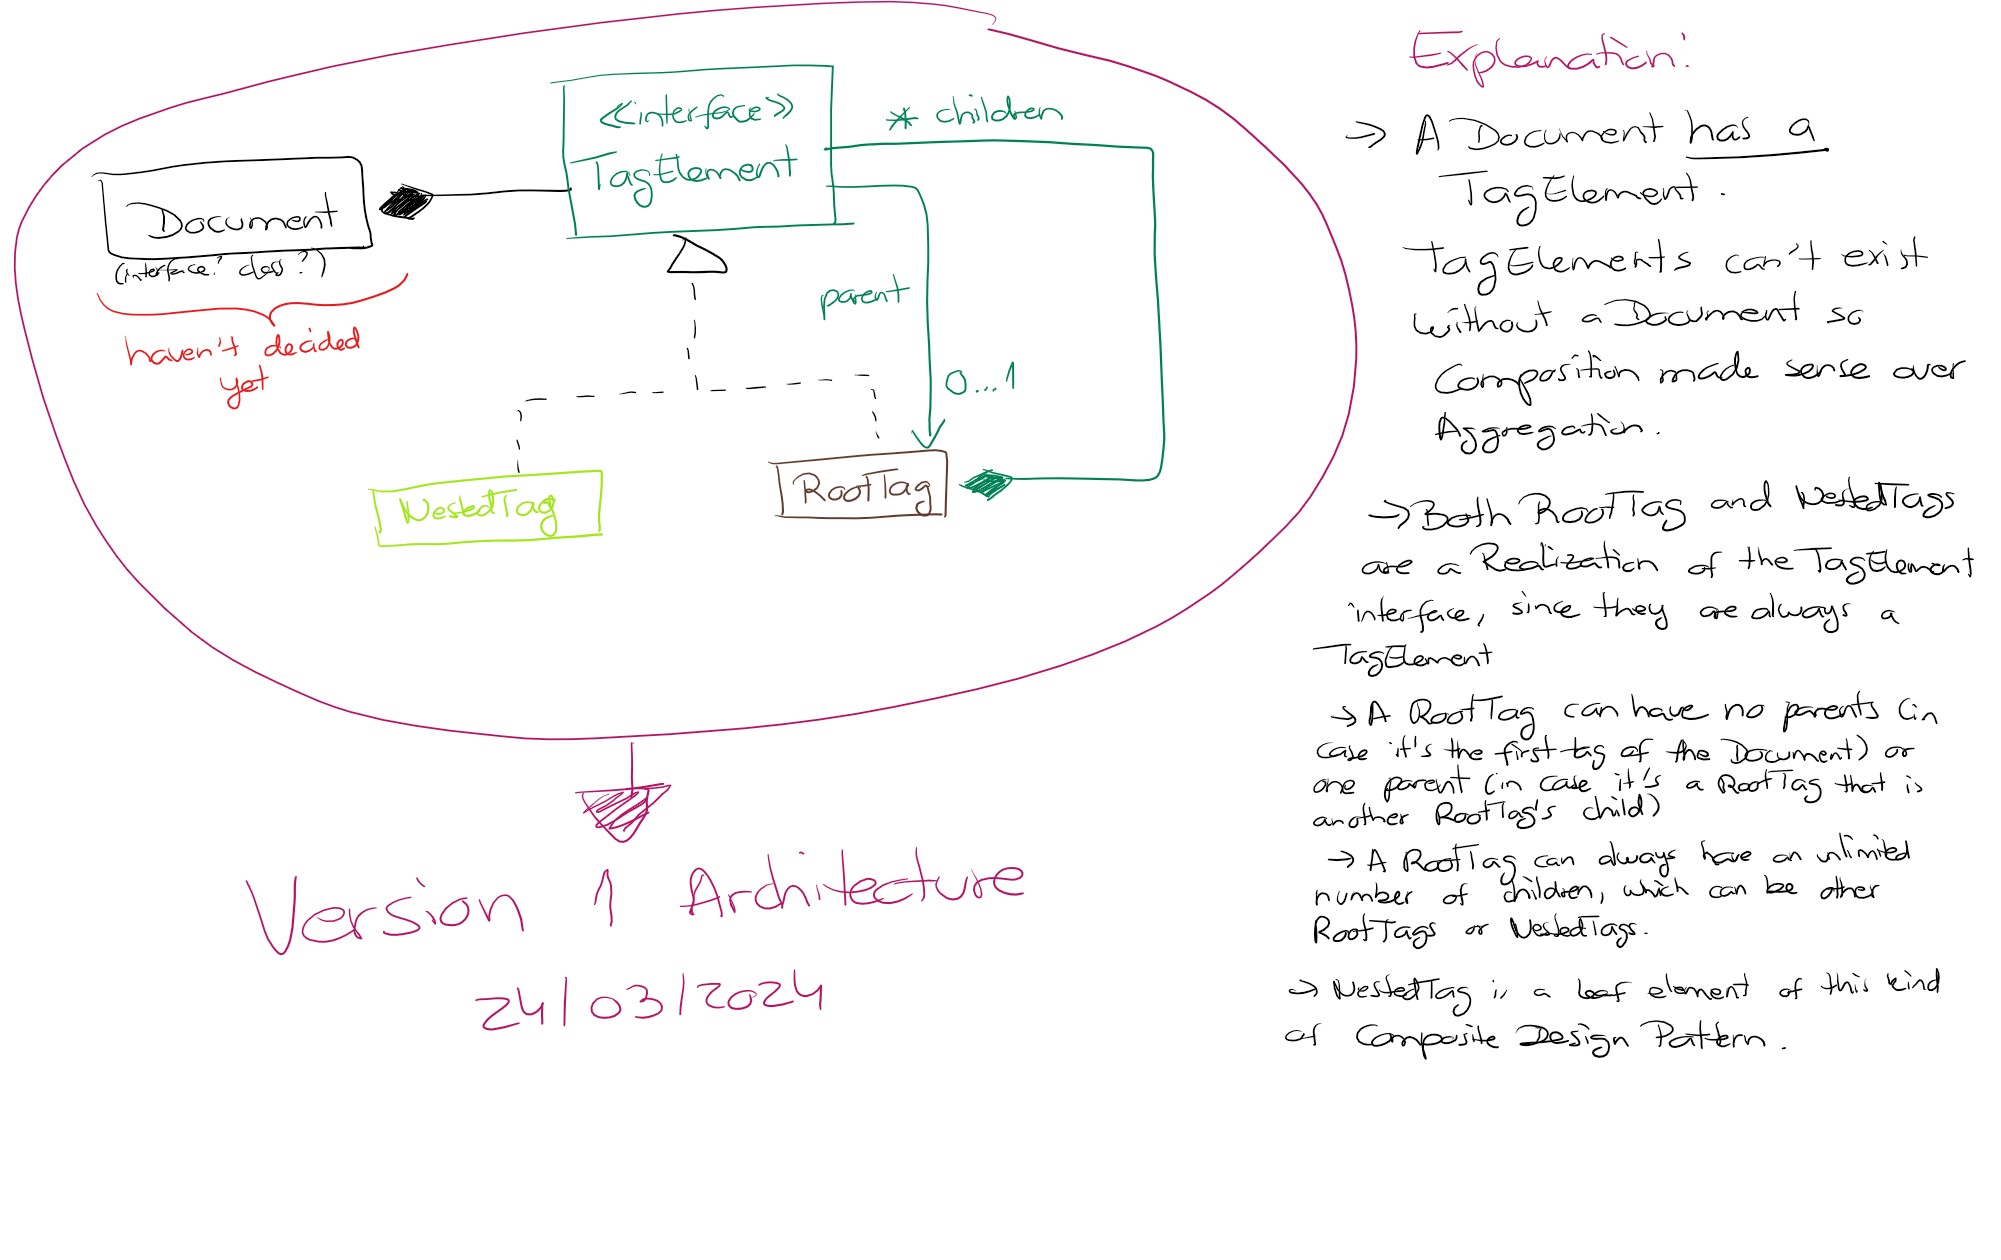 <<interface>>
TagElement
* children
Document
(interface? class?)
haven't decided
yet
parent
0...1
NestedTag
RootTag
Version 1 Architecture
24/03/2024
Explanation:
→ A Document has a
TagElement.
TagElements can't exist
without a Document so
Composition made sense over
Aggregation.
→ Both RootTag and NestedTags
are a Realization of the TagElement
interface, since they are always a
TagElement
→ A RootTag can have no parents (in
case it's the first tag of the Document) or
one parent (in case it's a RootTag that is
another RootTag's child)
→ A RootTag can always have an unlimited
number of children, which can be other
RootTags or NestedTags.
→ NestedTag is a leaf element of this kind
of Composite Design Pattern.